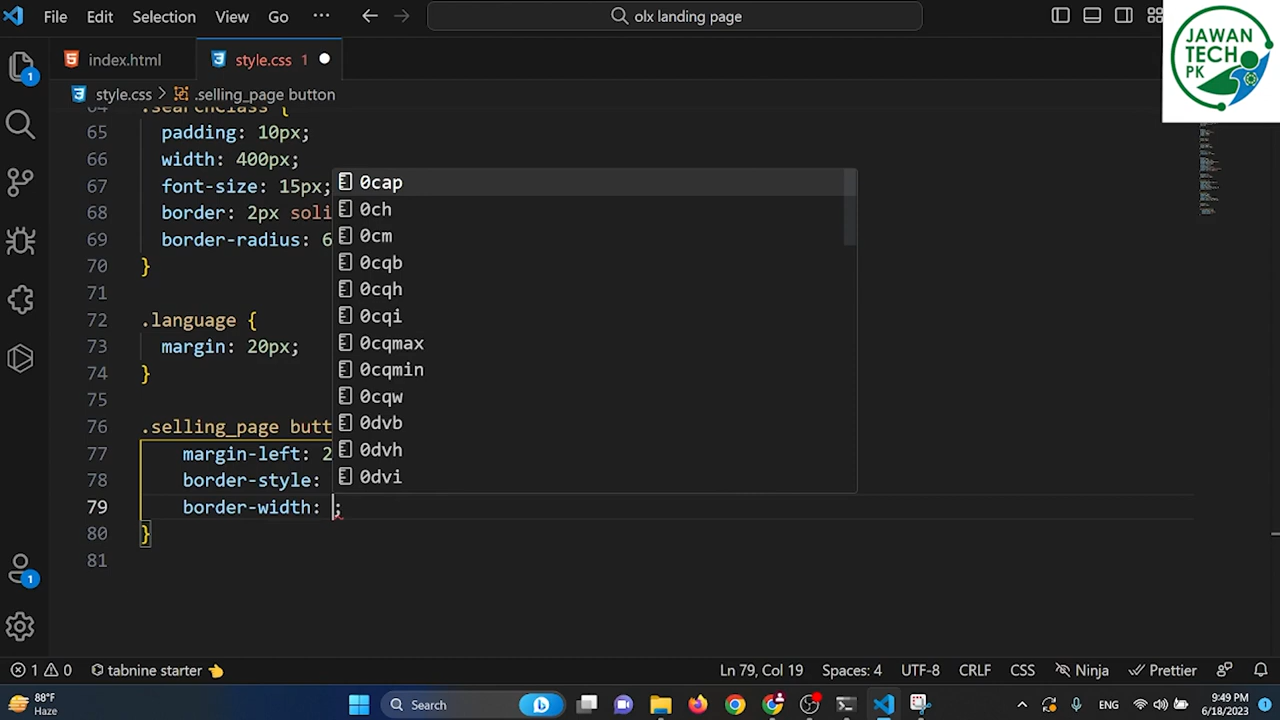 File Edit Selection View Go ··· olx landing page
JAWAN
TECH
PK
index.html style.css 1
style.css > .selling_page button
64 .searchClass {
65 padding: 10px;
66 width: 400px;
67 font-size: 15px;
68 border: 2px soli
69 border-radius: 6
70 }
71
72 .language {
73 margin: 20px;
74 }
75
76 .selling_page butt
77 margin-left: 2
78 border-style:
79 border-width: ;
80 }
81
0cap
0ch
0cm
0cqb
0cqh
0cqi
0cqmax
0cqmin
0cqw
0dvb
0dvh
0dvi
1
1
1 0 tabnine starter Ln 79, Col 19 Spaces: 4 UTF-8 CRLF CSS Ninja Prettier
88°F
Haze
Search
ENG
9:49 PM
6/18/2023
1